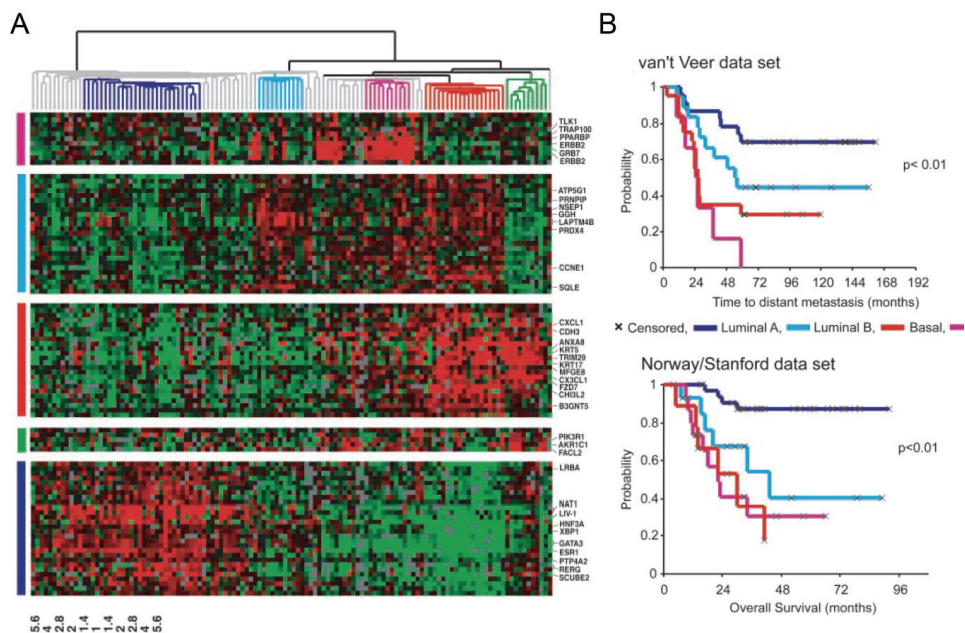 A
TLK1
TRAP100
PPARBP
ERBB2
GRB7
ERBB2
ATP5G1
PRNPIP
NSEP1
GGH
LAPTM4B
PRDX4
CCNE1
SQLE
CXCL1
CDH3
ANXA8
KRT5
TRIM29
KRT17
MFGE8
CX3CL1
FZD7
CHI3L2
B3GNT5
PIK3R1
AKR1C1
FACL2
LRBA
NAT1
LIV-1
HNF3A
XBP1
GATA3
ESR1
PTP4A2
RERG
SCUBE2
5.6
4
2.8
2
1.4
1
1.4
2
2.8
4
5.6
B
van't Veer data set
1
0.8
0.6
0.4
0.2
0
Probability
p< 0.01
0 24 48 72 96 120 144 168 192
Time to distant metastasis (months)
× Censored, Luminal A, Luminal B, Basal,
Norway/Stanford data set
1
0.8
0.6
0.4
0.2
0
Probability
p<0.01
0 24 48 72 96
Overall Survival (months)